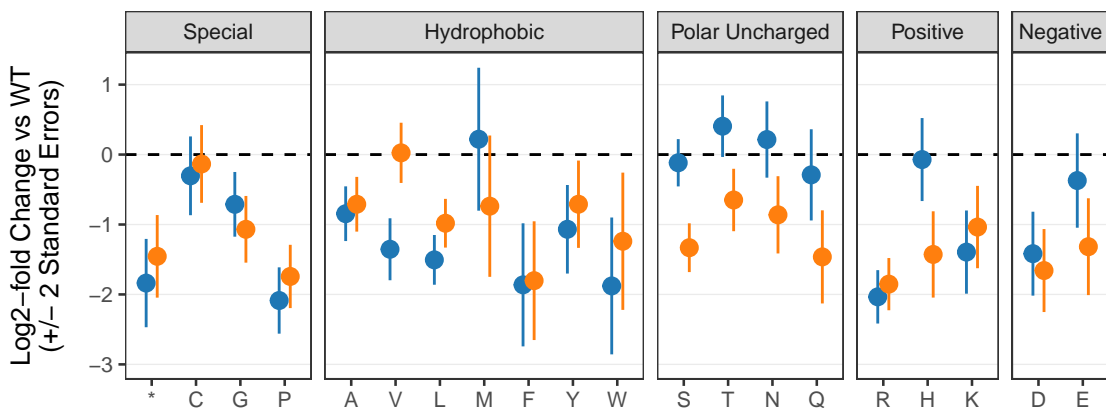 Special Hydrophobic Polar Uncharged Positive Negative
Log2−fold Change vs WT
(+/− 2 Standard Errors)
1
0
−1
−2
−3
* C G P A V L M F Y W S T N Q R H K D E